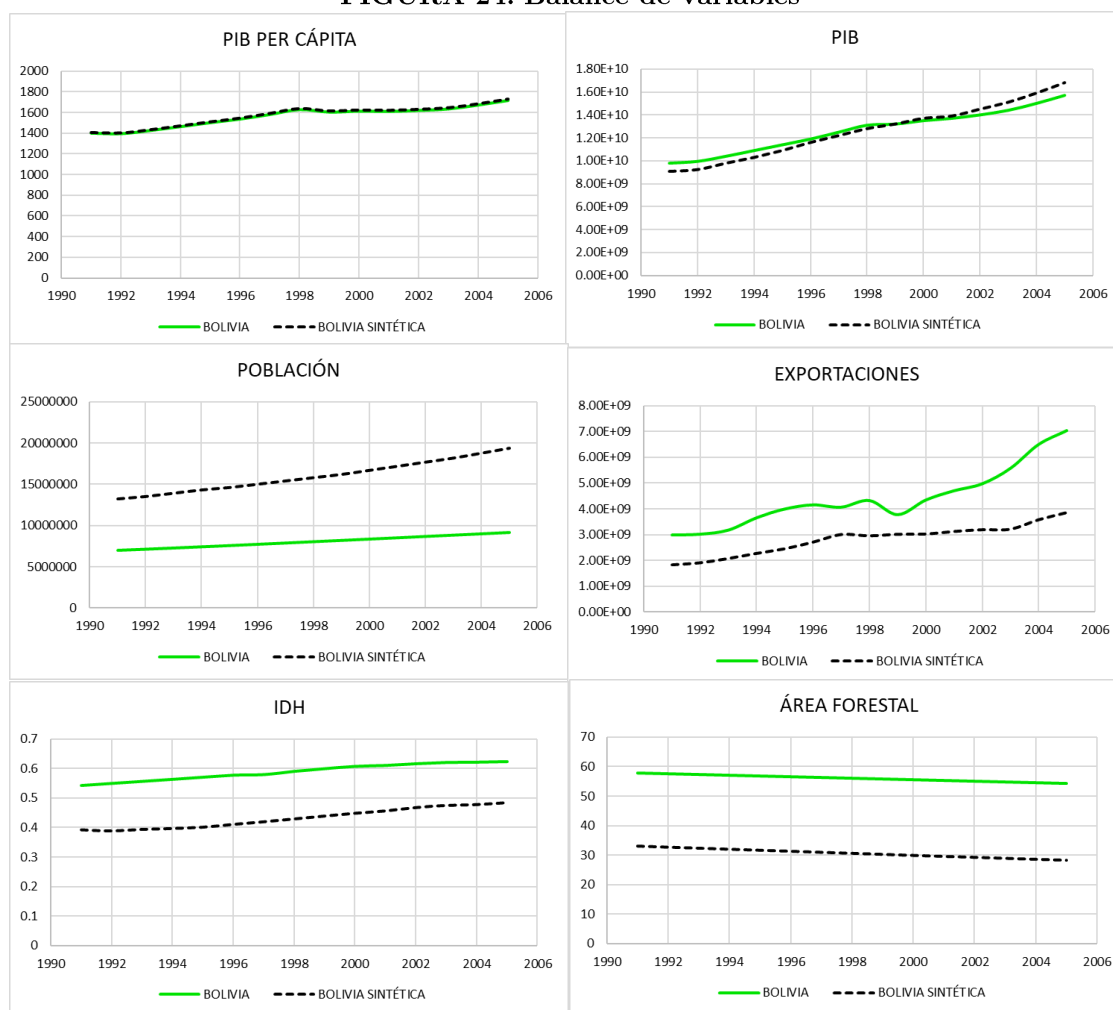 FIGURA 24: Balance de variables
PIB PER CÁPITA
2000
1800
1600
1400
1200
1000
800
600
400
200
0
1990 1992 1994 1996 1998 2000 2002 2004 2006
BOLIVIA BOLIVIA SINTÉTICA
PIB
1.80E+10
1.60E+10
1.40E+10
1.20E+10
1.00E+10
8.00E+09
6.00E+09
4.00E+09
2.00E+09
0.00E+00
1990 1992 1994 1996 1998 2000 2002 2004 2006
BOLIVIA BOLIVIA SINTÉTICA
POBLACIÓN
25000000
20000000
15000000
10000000
5000000
0
1990 1992 1994 1996 1998 2000 2002 2004 2006
BOLIVIA BOLIVIA SINTÉTICA
EXPORTACIONES
8.00E+09
7.00E+09
6.00E+09
5.00E+09
4.00E+09
3.00E+09
2.00E+09
1.00E+09
0.00E+00
1990 1992 1994 1996 1998 2000 2002 2004 2006
BOLIVIA BOLIVIA SINTÉTICA
IDH
0.7
0.6
0.5
0.4
0.3
0.2
0.1
0
1990 1992 1994 1996 1998 2000 2002 2004 2006
BOLIVIA BOLIVIA SINTÉTICA
ÁREA FORESTAL
70
60
50
40
30
20
10
0
1990 1992 1994 1996 1998 2000 2002 2004 2006
BOLIVIA BOLIVIA SINTÉTICA